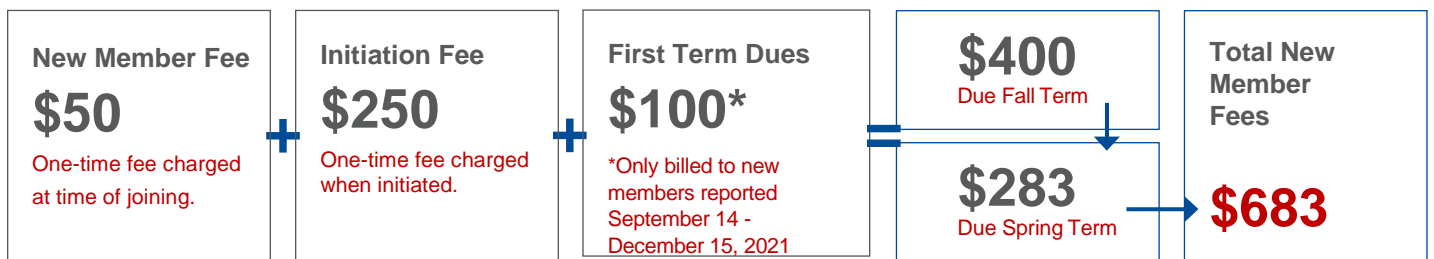 New Member Fee
$50
One-time fee charged
at time of joining.
+
Initiation Fee
$250
One-time fee charged
when initiated.
+
First Term Dues
$100*
*Only billed to new
members reported
September 14 -
December 15, 2021
=
$400
Due Fall Term
$283
Due Spring Term
Total New
Member
Fees
$683